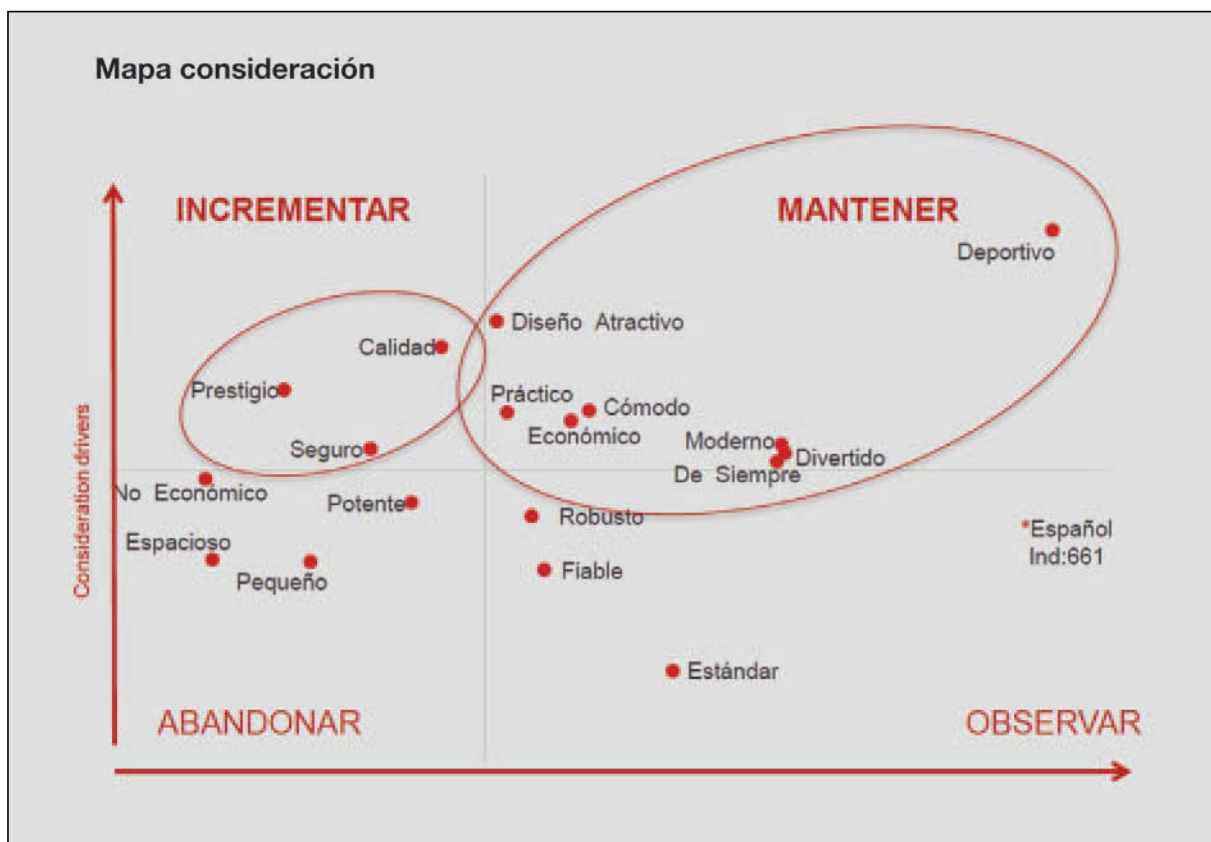 Mapa consideración
INCREMENTAR
MANTENER
Deportivo
Diseño Atractivo
Calidad
Prestigio
Práctico
Cómodo
Económico
Seguro
Moderno
Divertido
De Siempre
No Económico
Potente
Robusto
*Español
Ind:661
Espacioso
Pequeño
Fiable
Estándar
Consideration drivers
ABANDONAR
OBSERVAR